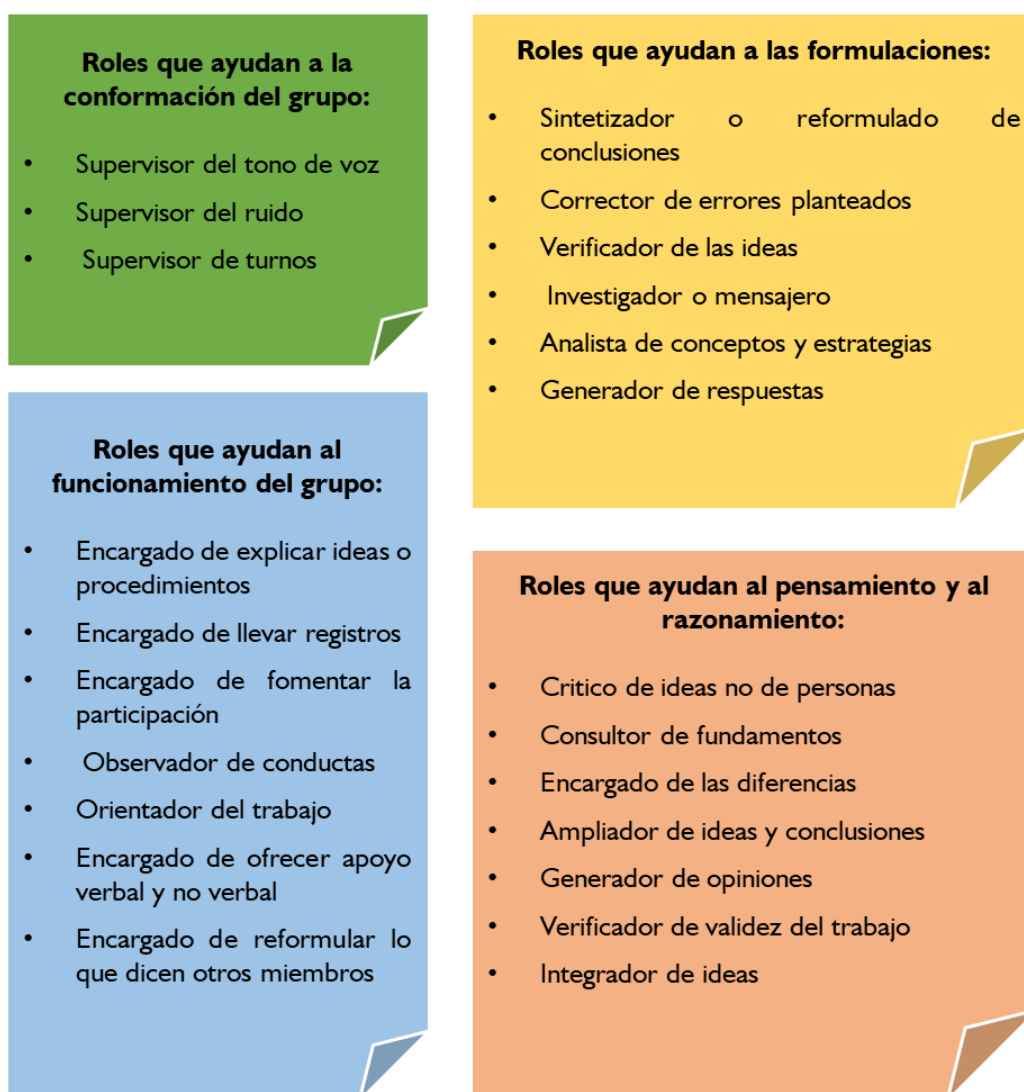 Roles que ayudan a la
conformación del grupo:
• Supervisor del tono de voz
• Supervisor del ruido
• Supervisor de turnos
Roles que ayudan a las formulaciones:
• Sintetizador o reformulado de
conclusiones
• Corrector de errores planteados
• Verificador de las ideas
• Investigador o mensajero
• Analista de conceptos y estrategias
• Generador de respuestas
Roles que ayudan al
funcionamiento del grupo:
• Encargado de explicar ideas o
procedimientos
• Encargado de llevar registros
• Encargado de fomentar la
participación
• Observador de conductas
• Orientador del trabajo
• Encargado de ofrecer apoyo
verbal y no verbal
• Encargado de reformular lo
que dicen otros miembros
Roles que ayudan al pensamiento y al
razonamiento:
• Critico de ideas no de personas
• Consultor de fundamentos
• Encargado de las diferencias
• Ampliador de ideas y conclusiones
• Generador de opiniones
• Verificador de validez del trabajo
• Integrador de ideas